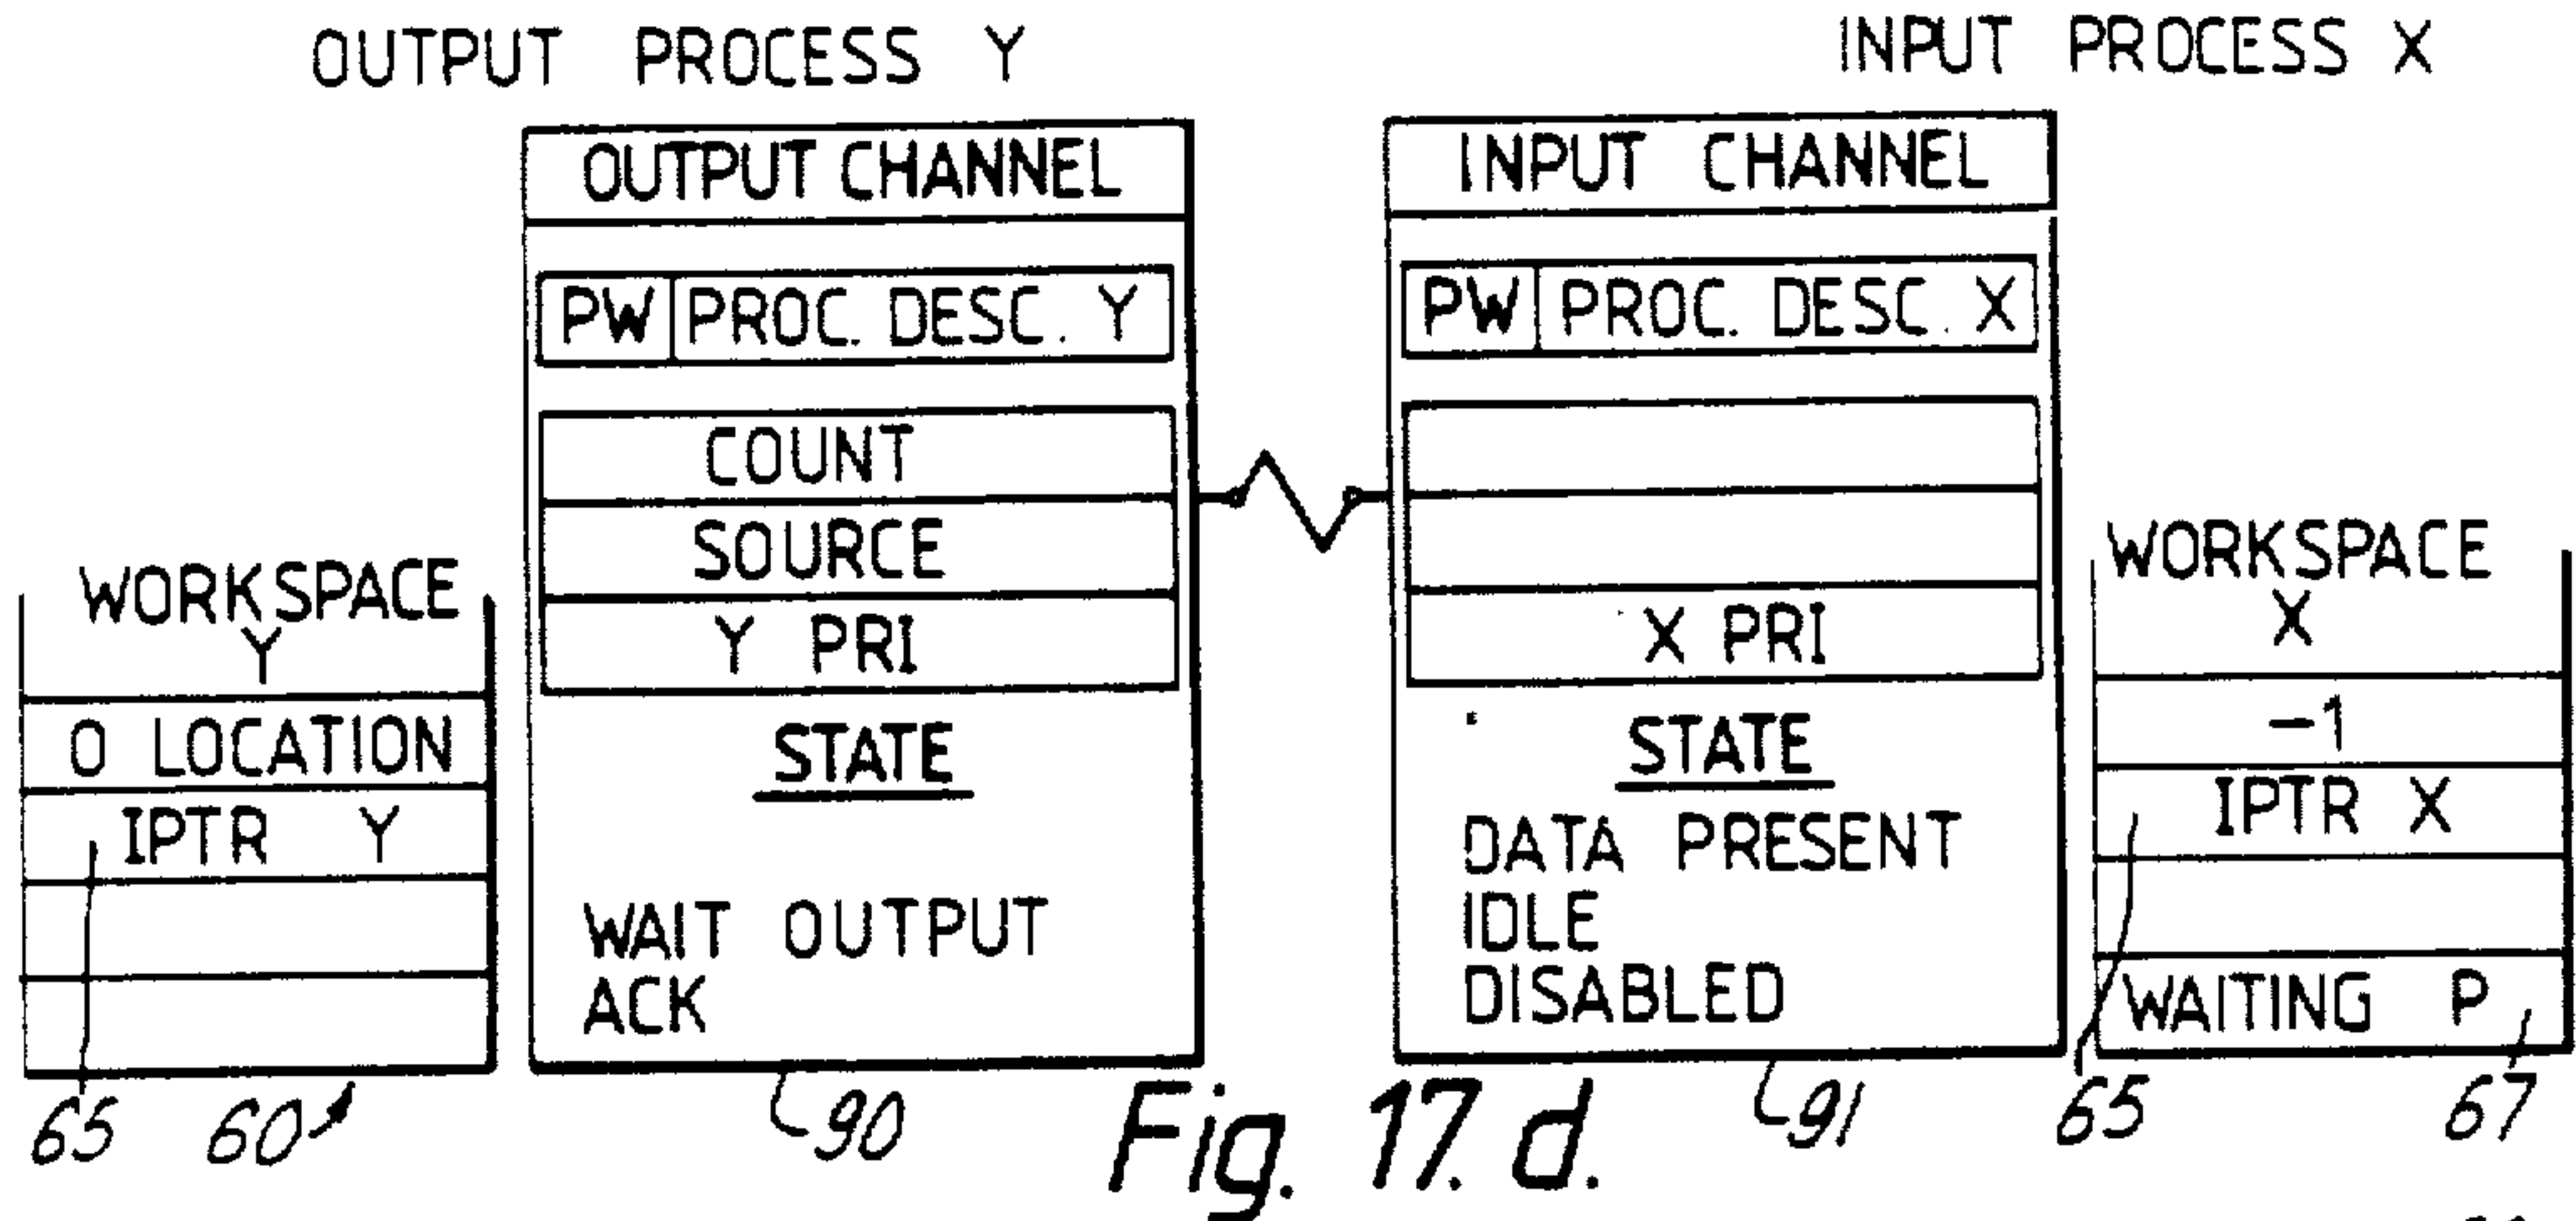 OUTPUT PROCESS Y
INPUT PROCESS X
OUTPUT CHANNEL
PW PROC. DESC. Y
COUNT
SOURCE
Y PRI
STATE
WAIT OUTPUT
ACK
INPUT CHANNEL
PW PROC. DESC. X
X PRI
STATE
DATA PRESENT
IDLE
DISABLED
WORKSPACE
Y
O LOCATION
IPTR Y
WORKSPACE
X
-1
IPTR X
WAITING P
65 60 90 91 65 67
Fig. 17. d.